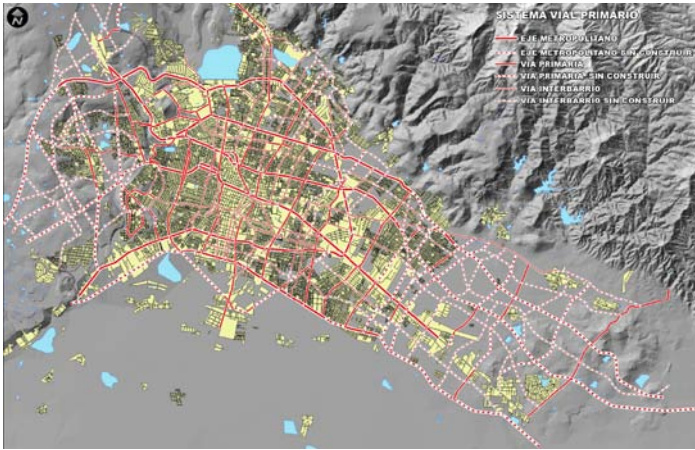 N
SISTEMA VIAL PRIMARIO
EJE METROPOLITANO
EJE METROPOLITANO SIN CONSTRUIR
VIA PRIMARIA
VIA PRIMARIA SIN CONSTRUIR
VIA INTERBARRIO
VIA INTERBARRIO SIN CONSTRUIR